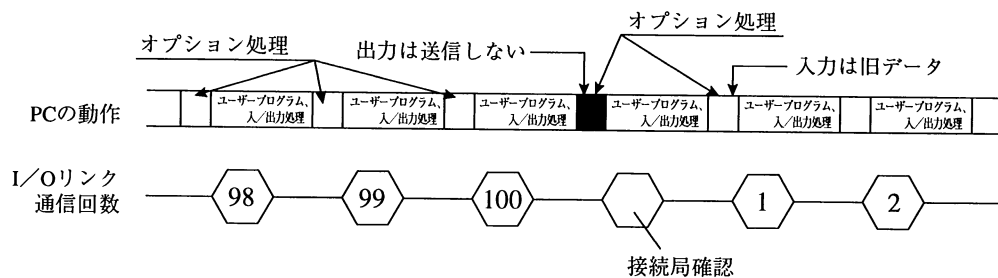 オプション処理
出力は送信しない
オプション処理
入力は旧データ
PCの動作
ユーザープログラム、
入/出力処理
ユーザープログラム、
入/出力処理
ユーザープログラム、
入/出力処理
ユーザープログラム、
入/出力処理
ユーザープログラム、
入/出力処理
ユーザープログラム、
入/出力処理
I/Oリンク
通信回数
98
99
100
1
2
接続局確認